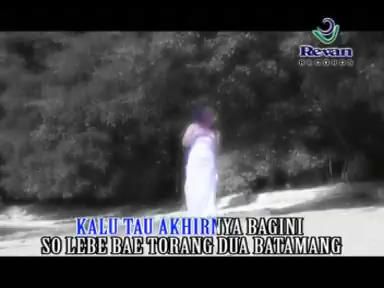 Revan
RECORDS
KALU TAU AKHIRNYA BAGINI
SO LEBE BAE TORANG DUA BATAMANG